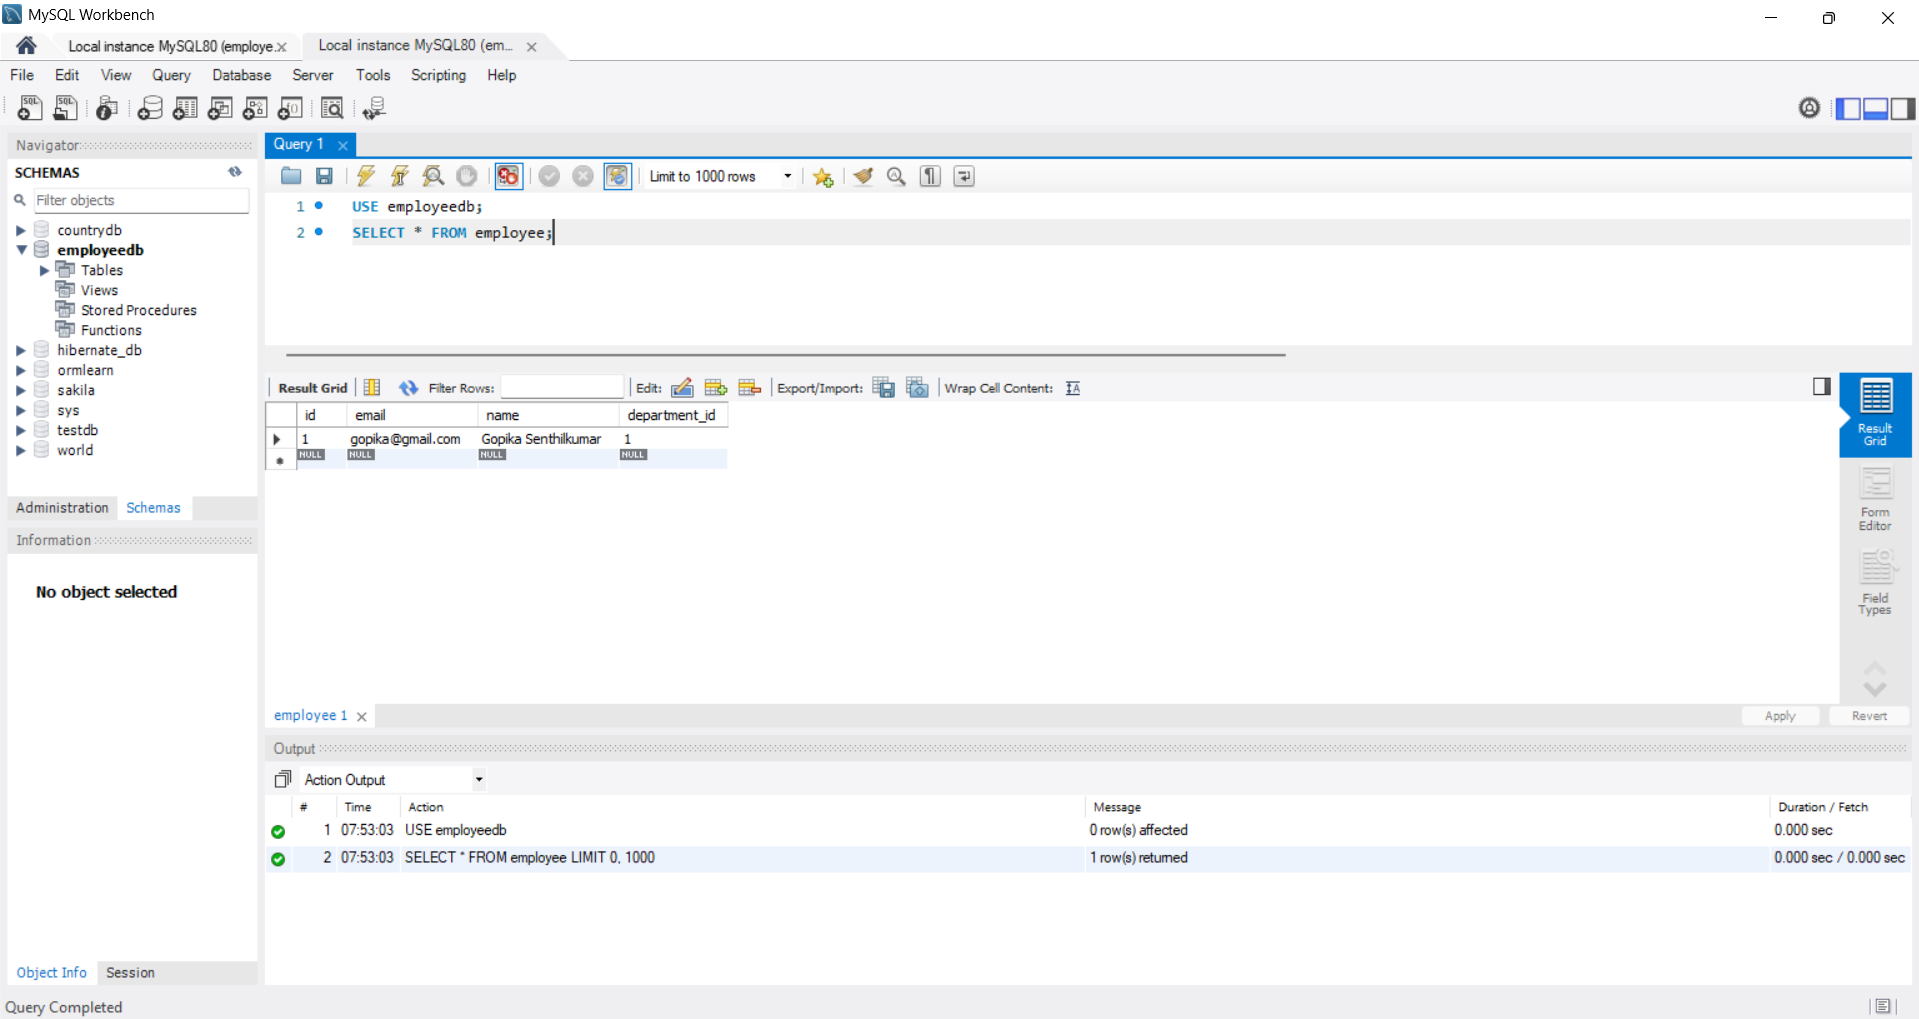 MySQL Workbench
Local instance MySQL80 (employe.
Local instance MySQL80 (em...
File Edit View Query Database Server Tools Scripting Help
Navigator
SCHEMAS
Filter objects
countrydb
employeedb
Tables
Views
Stored Procedures
Functions
hibernate_db
ormlearn
sakila
sys
testdb
world
Administration Schemas
Information
No object selected
Object Info Session
Query 1
Limit to 1000 rows
1 USE employeedb;
2 SELECT * FROM employee;
Result Grid Filter Rows: Edit: Export/Import: Wrap Cell Content:
id email name department_id
1 gopika@gmail.com Gopika Senthilkumar 1
NULL NULL NULL NULL
Result
Grid
Form
Editor
Field
Types
employee 1
Apply Revert
Output
Action Output
# Time Action Message Duration / Fetch
1 07:53:03 USE employeedb 0 row(s) affected 0.000 sec
2 07:53:03 SELECT * FROM employee LIMIT 0, 1000 1 row(s) returned 0.000 sec / 0.000 sec
Query Completed